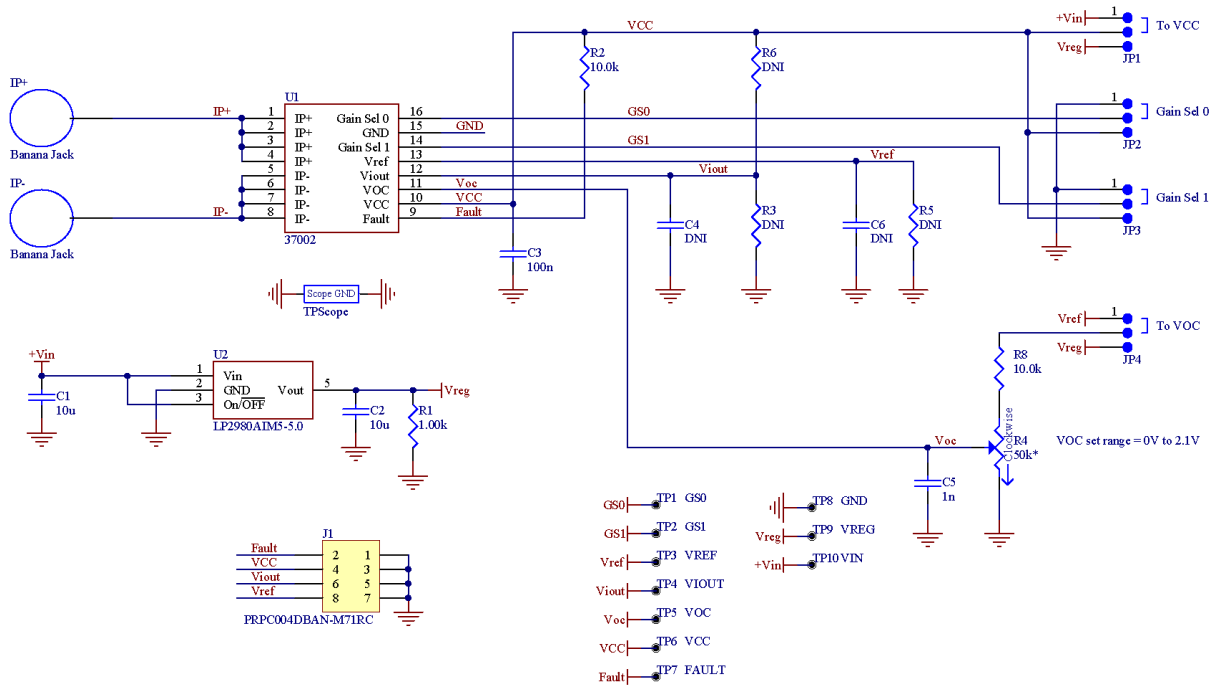 VCC
+Vin
1
To VCC
Vreg
JP1
R2
10.0k
R6
DNI
IP+
Banana Jack
IP+
U1
1 IP+ Gain Sel 0 16
2 IP+ GND 15
3 IP+ Gain Sel 1 14
4 IP+ Vref 13
5 IP- Viout 12
6 IP- VOC 11
7 IP- VCC 10
8 IP- Fault 9
37002
GS0
GND
GS1
Vref
Viout
Voc
VCC
Fault
1
Gain Sel 0
JP2
1
Gain Sel 1
JP3
IP-
Banana Jack
IP-
C4
DNI
R3
DNI
C6
DNI
R5
DNI
C3
100n
Scope GND
TPScope
Vref
1
To VOC
Vreg
JP4
R8
10.0k
+Vin
C1
10u
U2
1 Vin
2 GND Vout 5
3 On/OFF
LP2980AIM5-5.0
Vreg
C2
10u
R1
1.00k
Voc
Clockwise
R4
50k*
VOC set range = 0V to 2.1V
C5
1n
J1
Fault 2 1
VCC 4 3
Viout 6 5
Vref 8 7
PRPC004DBAN-M71RC
GS0 TP1 GS0
GS1 TP2 GS1
Vref TP3 VREF
Viout TP4 VIOUT
Voc TP5 VOC
VCC TP6 VCC
Fault TP7 FAULT
TP8 GND
Vreg TP9 VREG
+Vin TP10 VIN